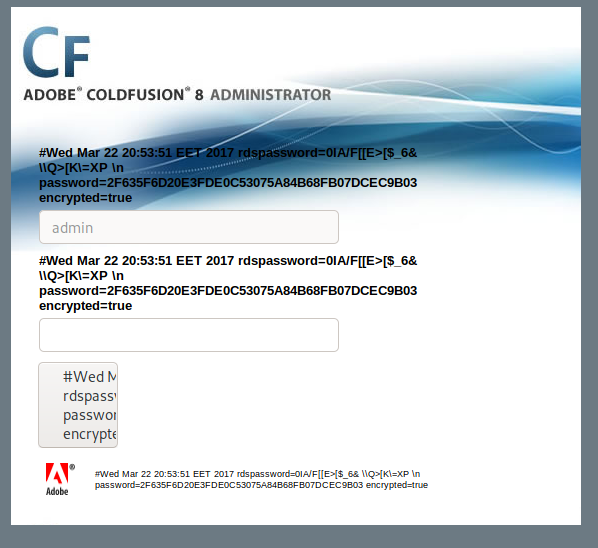 CF
ADOBE® COLDFUSION® 8 ADMINISTRATOR
#Wed Mar 22 20:53:51 EET 2017 rdspassword=0IA/F[[E>[$_6&
\\Q>[K\=XP \n
password=2F635F6D20E3FDE0C53075A84B68FB07DCEC9B03
encrypted=true
admin
#Wed Mar 22 20:53:51 EET 2017 rdspassword=0IA/F[[E>[$_6&
\\Q>[K\=XP \n
password=2F635F6D20E3FDE0C53075A84B68FB07DCEC9B03
encrypted=true
#Wed M
rdspassw
passwor
encrypte
Adobe®
#Wed Mar 22 20:53:51 EET 2017 rdspassword=0IA/F[[E>[$_6& \\Q>[K\=XP \n
password=2F635F6D20E3FDE0C53075A84B68FB07DCEC9B03 encrypted=true